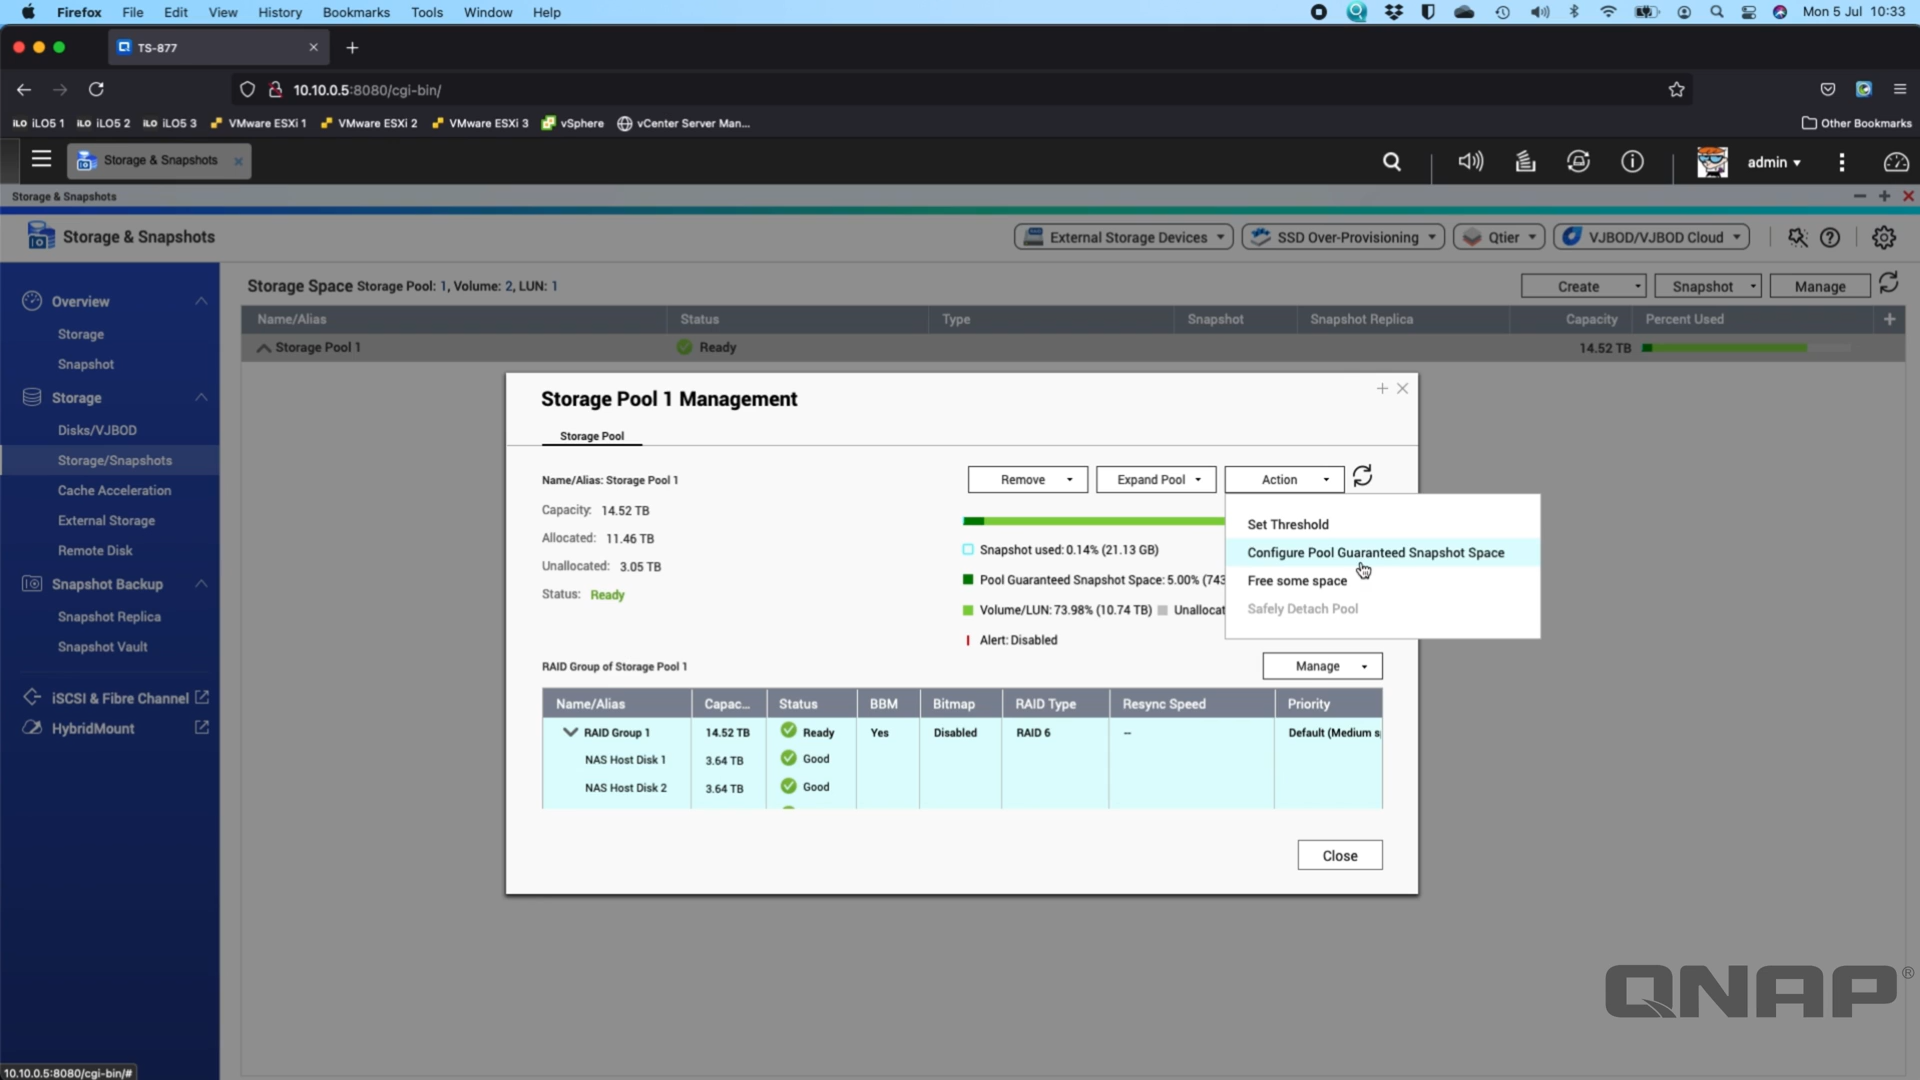 Firefox File Edit View History Bookmarks Tools Window Help Mon 5 Jul 10:33
TS-877
10.10.0.5:8080/cgi-bin/
iLO iLO5 1 iLO iLO5 2 iLO iLO5 3 VMware ESXi 1 VMware ESXi 2 VMware ESXi 3 vSphere vCenter Server Man... Other Bookmarks
Storage & Snapshots admin
Storage & Snapshots
Storage & Snapshots External Storage Devices SSD Over-Provisioning Qtier VJBOD/VJBOD Cloud
Overview
Storage
Snapshot
Storage
Disks/VJBOD
Storage/Snapshots
Cache Acceleration
External Storage
Remote Disk
Snapshot Backup
Snapshot Replica
Snapshot Vault
iSCSI & Fibre Channel
HybridMount
Storage Space Storage Pool: 1, Volume: 2, LUN: 1 Create Snapshot Manage
Name/Alias Status Type Snapshot Snapshot Replica Capacity Percent Used
Storage Pool 1 Ready 14.52 TB
Storage Pool 1 Management
Storage Pool
Name/Alias: Storage Pool 1 Remove Expand Pool Action
Capacity: 14.52 TB
Allocated: 11.46 TB
Unallocated: 3.05 TB
Status: Ready
Snapshot used: 0.14% (21.13 GB)
Pool Guaranteed Snapshot Space: 5.00% (743
Volume/LUN: 73.98% (10.74 TB) Unallocat
Alert: Disabled
Set Threshold
Configure Pool Guaranteed Snapshot Space
Free some space
Safely Detach Pool
RAID Group of Storage Pool 1 Manage
Name/Alias Capac... Status BBM Bitmap RAID Type Resync Speed Priority
RAID Group 1 14.52 TB Ready Yes Disabled RAID 6 -- Default (Medium s
NAS Host Disk 1 3.64 TB Good
NAS Host Disk 2 3.64 TB Good
Close
QNAP®
10.10.0.5:8080/cgi-bin/#